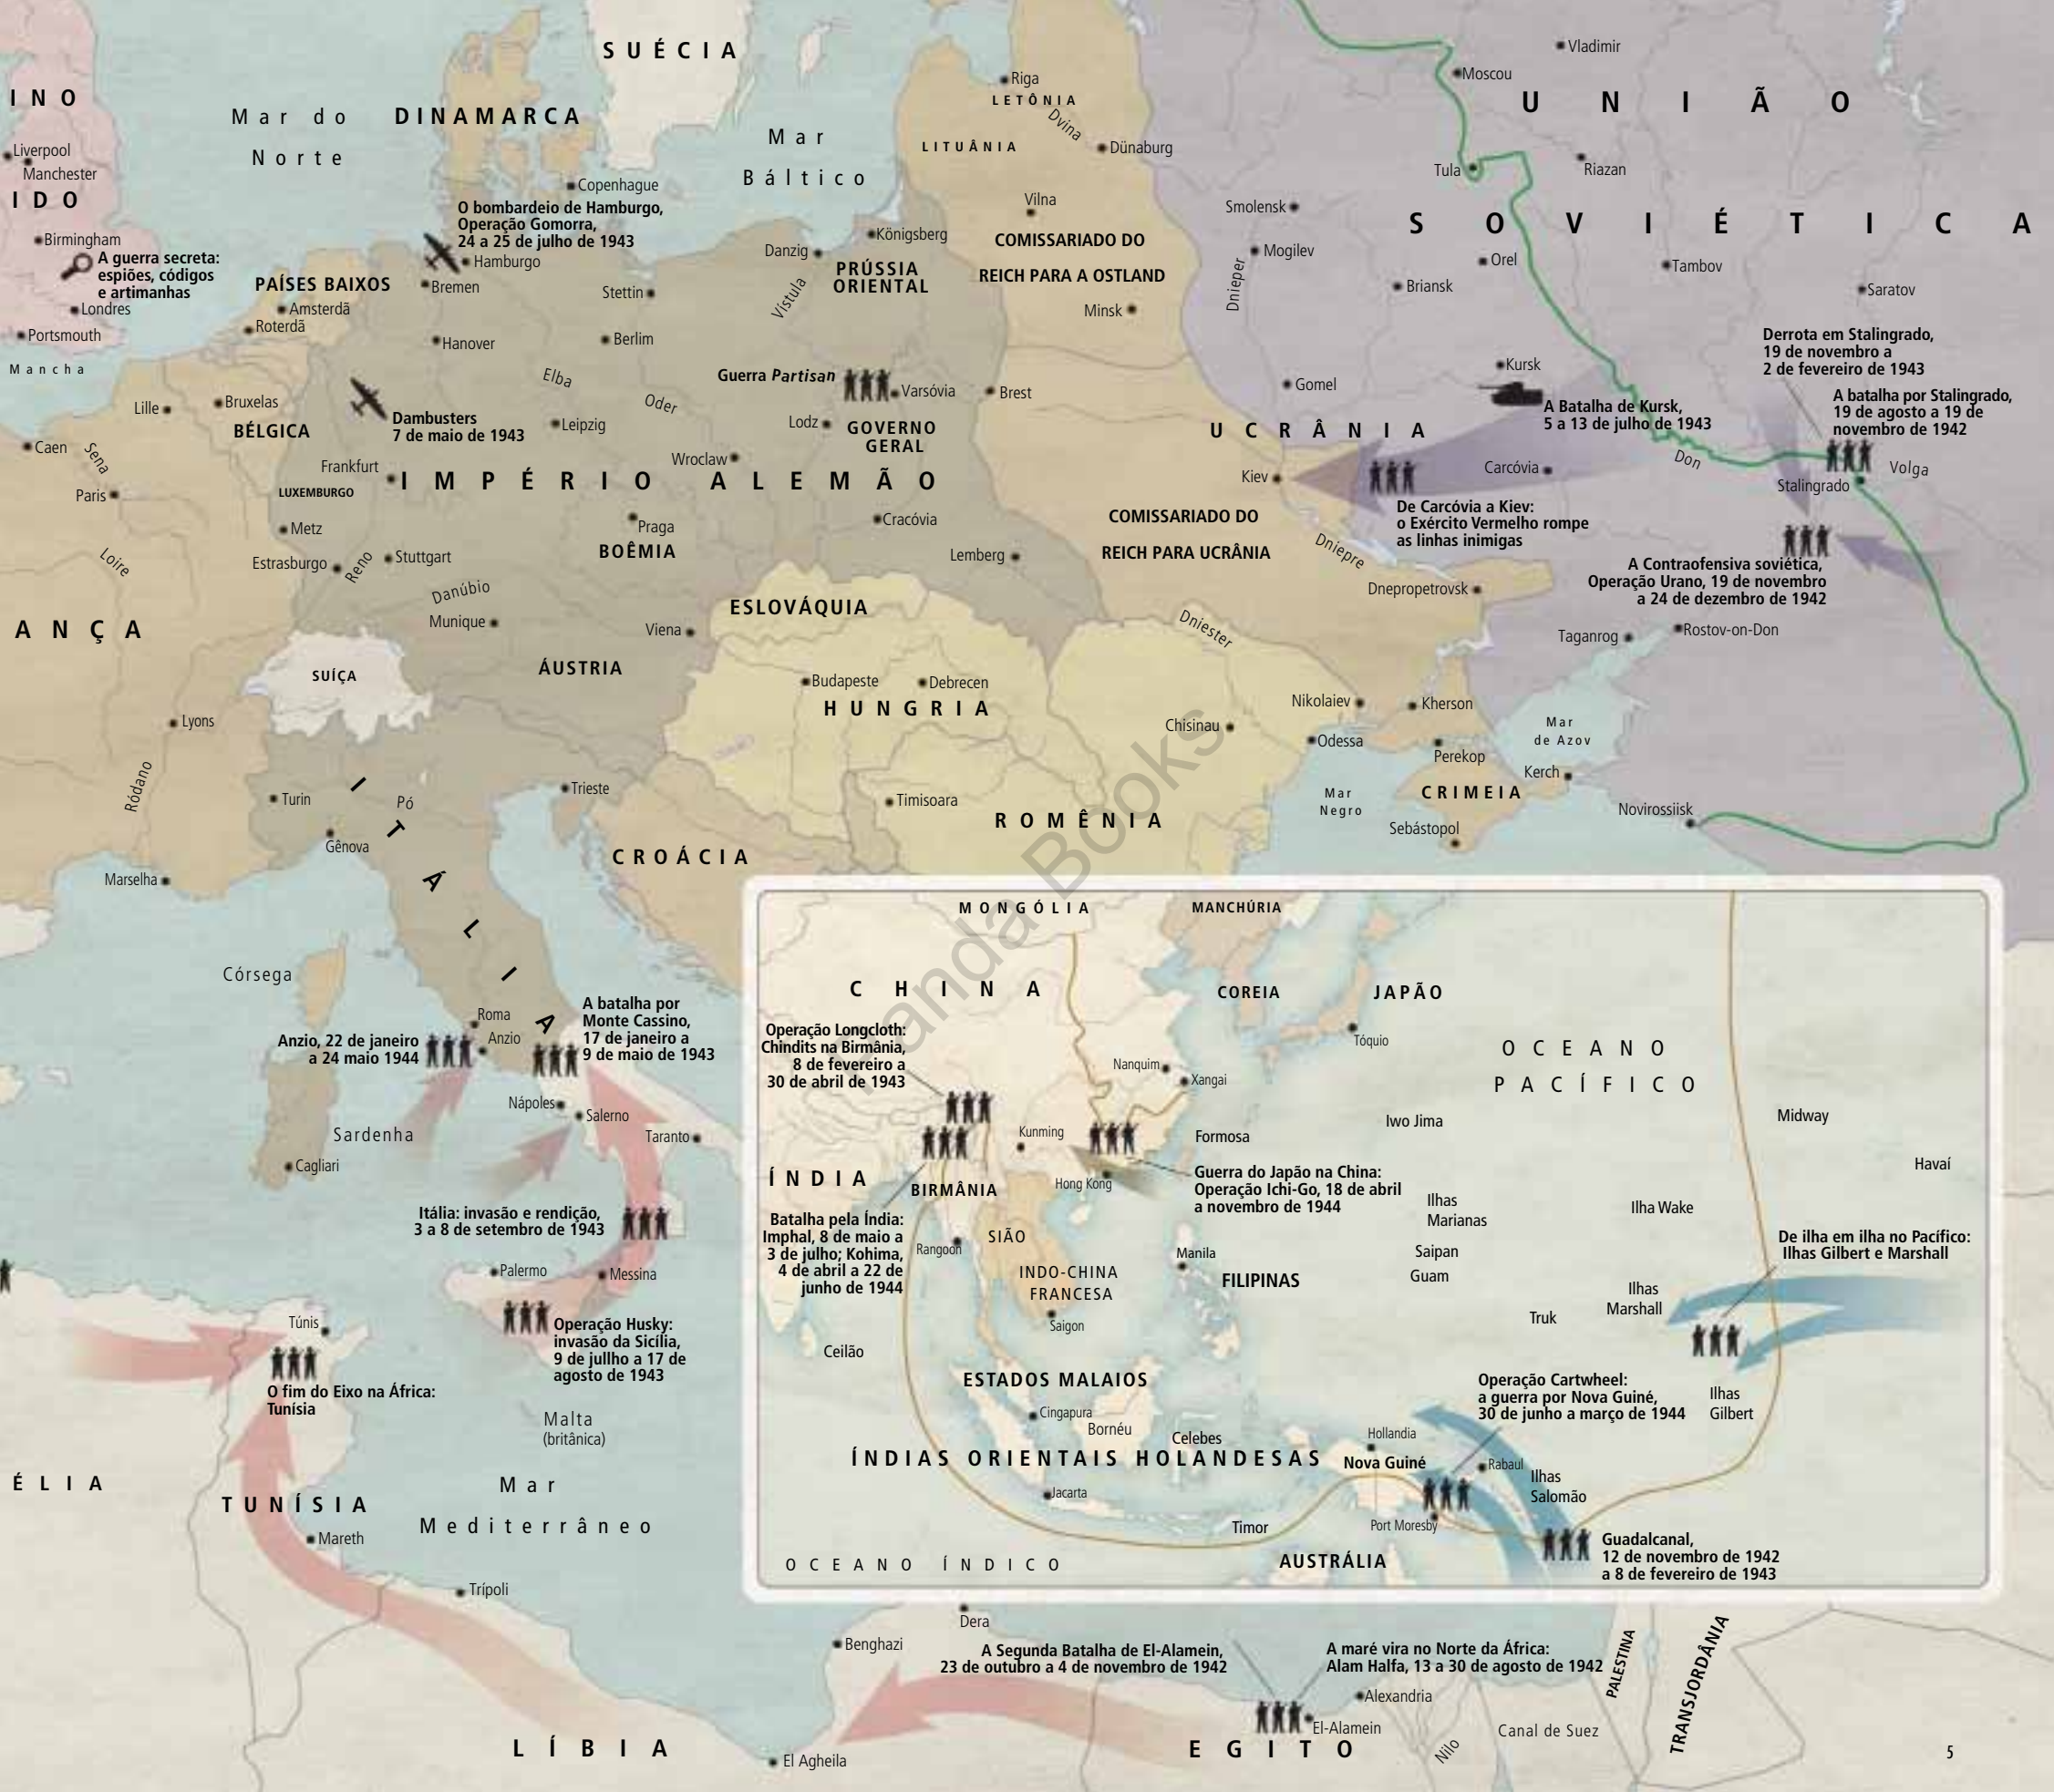 SUÉCIA
Vladimir
Moscou
Riga
LETÔNIA
INO
UNIÃO
Mar do
Norte
DINAMARCA
Dvina
Mar
Báltico
LITUÂNIA
Dünaburg
Liverpool
Manchester
Tula
Riazan
IDO
Copenhague
Vilna
Smolensk
SOVIÉTICA
O bombardeio de Hamburgo,
Operação Gomorra,
24 a 25 de julho de 1943
Birmingham
Königsberg
COMISSARIADO DO
REICH PARA A OSTLAND
Danzig
Mogilev
Orel
Tambov
A guerra secreta:
espiões, códigos
e artimanhas
Hamburgo
PRÚSSIA
ORIENTAL
PAÍSES BAIXOS
Bremen
Stettin
Vístula
Dnieper
Briansk
Saratov
Londres
Amsterdã
Roterdã
Minsk
Portsmouth
Hanover
Berlim
Derrota em Stalingrado,
19 de novembro a
2 de fevereiro de 1943
Mancha
Elba
Guerra Partisan
Varsóvia
Brest
Gomel
Kursk
Lille
Bruxelas
Oder
A Batalha de Kursk,
5 a 13 de julho de 1943
A batalha por Stalingrado,
19 de agosto a 19 de
novembro de 1942
Dambusters
7 de maio de 1943
BÉLGICA
Leipzig
Lodz
GOVERNO
GERAL
UCRÂNIA
Caen
Sena
Frankfurt
Wroclaw
Don
Volga
IMPÉRIO ALEMÃO
Kiev
Carcóvia
Stalingrado
Paris
LUXEMBURGO
De Carcóvia a Kiev:
o Exército Vermelho rompe
as linhas inimigas
Metz
Praga
BOÊMIA
Cracóvia
COMISSARIADO DO
REICH PARA UCRÂNIA
Loire
Estrasburgo
Reno
Stuttgart
Lemberg
Dniepre
A Contraofensiva soviética,
Operação Urano, 19 de novembro
a 24 de dezembro de 1942
Danúbio
Dnepropetrovsk
ESLOVÁQUIA
ANÇA
Munique
Viena
Dniester
Taganrog
Rostov-on-Don
SUÍÇA
ÁUSTRIA
Budapeste
Debrecen
HUNGRIA
Nikolaiev
Kherson
Lyons
Chisinau
Odessa
Mar
de Azov
Perekop
Kerch
Ródano
Turin
Pó
Trieste
Timisoara
Mar
Negro
CRIMEIA
Novirossiisk
ROMÊNIA
Sebástopol
Gênova
ITÁLIA
CROÁCIA
Marselha
MONGÓLIA
MANCHÚRIA
Córsega
CHINA
COREIA
JAPÃO
A batalha por
Monte Cassino,
17 de janeiro a
9 de maio de 1943
Roma
Anzio
Anzio, 22 de janeiro
a 24 maio 1944
Operação Longcloth:
Chindits na Birmânia,
8 de fevereiro a
30 de abril de 1943
Tóquio
OCEANO
PACÍFICO
Nanquim
Xangai
Nápoles
Salerno
Iwo Jima
Midway
Sardenha
Taranto
Kunming
Formosa
Cagliari
ÍNDIA
BIRMÂNIA
Hong Kong
Guerra do Japão na China:
Operação Ichi-Go, 18 de abril
a novembro de 1944
Havaí
Itália: invasão e rendição,
3 a 8 de setembro de 1943
Batalha pela Índia:
Imphal, 8 de maio a
3 de julho; Kohima,
4 de abril a 22 de
junho de 1944
Rangoon
SIÃO
Ilhas
Marianas
Ilha Wake
Manila
Saipan
Guam
De ilha em ilha no Pacífico:
Ilhas Gilbert e Marshall
Palermo
Messina
INDO-CHINA
FRANCESA
FILIPINAS
Ilhas
Marshall
Túnis
Operação Husky:
invasão da Sicília,
9 de jullho a 17 de
agosto de 1943
Saigon
Truk
Ceilão
O fim do Eixo na África:
Tunísia
ESTADOS MALAIOS
Operação Cartwheel:
a guerra por Nova Guiné,
30 de junho a março de 1944
Ilhas
Gilbert
Malta
(britânica)
Cingapura
Bornéu
Celebes
Hollandia
ÍNDIAS ORIENTAIS HOLANDESAS
Nova Guiné
Rabaul
Ilhas
Salomão
ÉLIA
Mar
Mediterrâneo
TUNÍSIA
Jacarta
Mareth
Timor
Port Moresby
Guadalcanal,
12 de novembro de 1942
a 8 de fevereiro de 1943
OCEANO ÍNDICO
AUSTRÁLIA
Trípoli
Dera
Benghazi
A Segunda Batalha de El-Alamein,
23 de outubro a 4 de novembro de 1942
A maré vira no Norte da África:
Alam Halfa, 13 a 30 de agosto de 1942
PALESTINA
TRANSJORDÂNIA
Alexandria
El-Alamein
Canal de Suez
LÍBIA
EGITO
Nilo
El Agheila
5